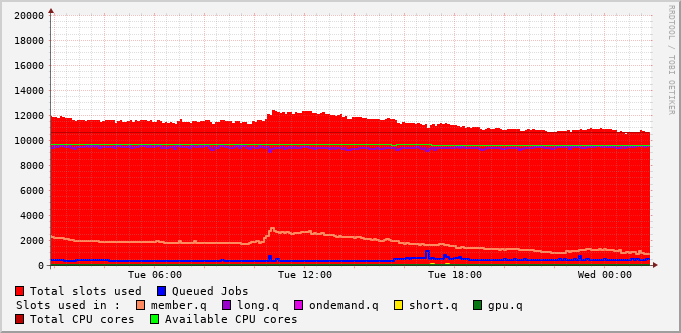 20000
18000
16000
14000
12000
10000
8000
6000
4000
2000
0
Tue 06:00 Tue 12:00 Tue 18:00 Wed 00:00
RRDTOOL / TOBI OETIKER
Total slots used Queued Jobs
Slots used in : member.q long.q ondemand.q short.q gpu.q
Total CPU cores Available CPU cores